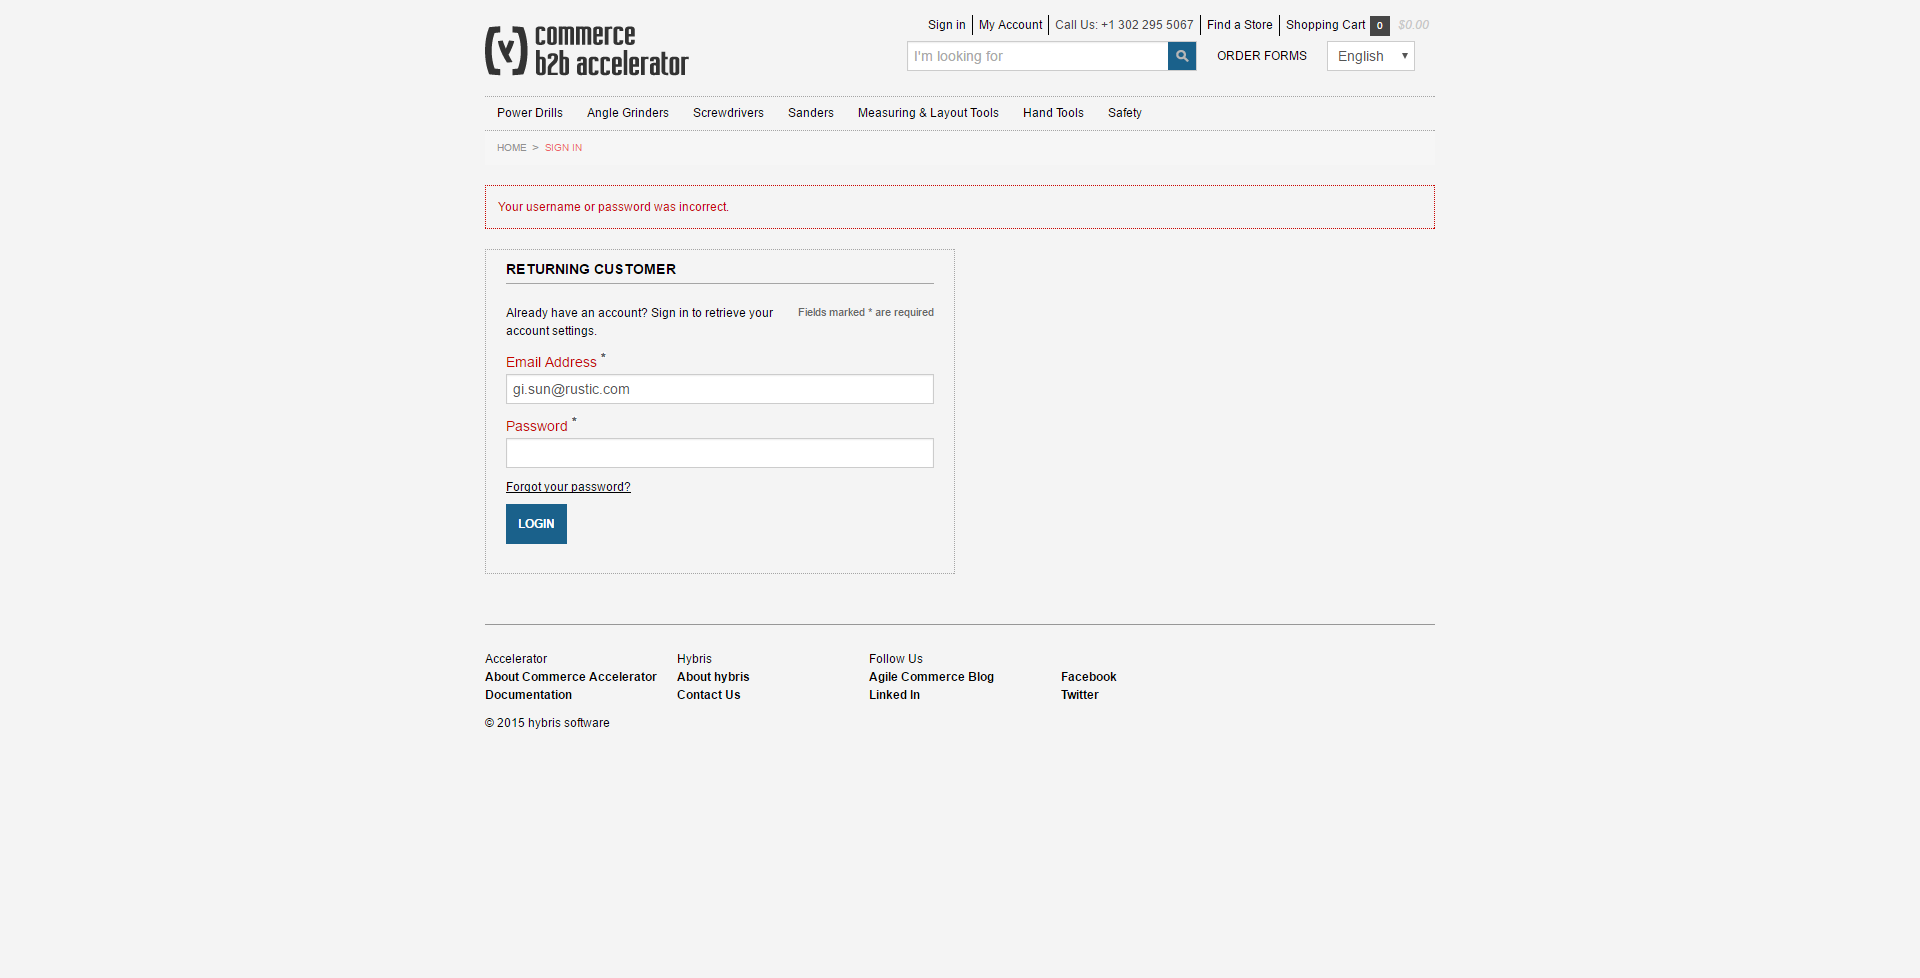 commerce
b2b accelerator
Sign in
My Account
Call Us: +1 302 295 5067
Find a Store
Shopping Cart 0 $0.00
I'm looking for
ORDER FORMS
English
Power Drills
Angle Grinders
Screwdrivers
Sanders
Measuring & Layout Tools
Hand Tools
Safety
HOME > SIGN IN
Your username or password was incorrect.
RETURNING CUSTOMER
Already have an account? Sign in to retrieve your
account settings.
Fields marked * are required
Email Address *
gi.sun@rustic.com
Password *
Forgot your password?
LOGIN
Accelerator
About Commerce Accelerator
Documentation
Hybris
About hybris
Contact Us
Follow Us
Agile Commerce Blog
Linked In
Facebook
Twitter
© 2015 hybris software